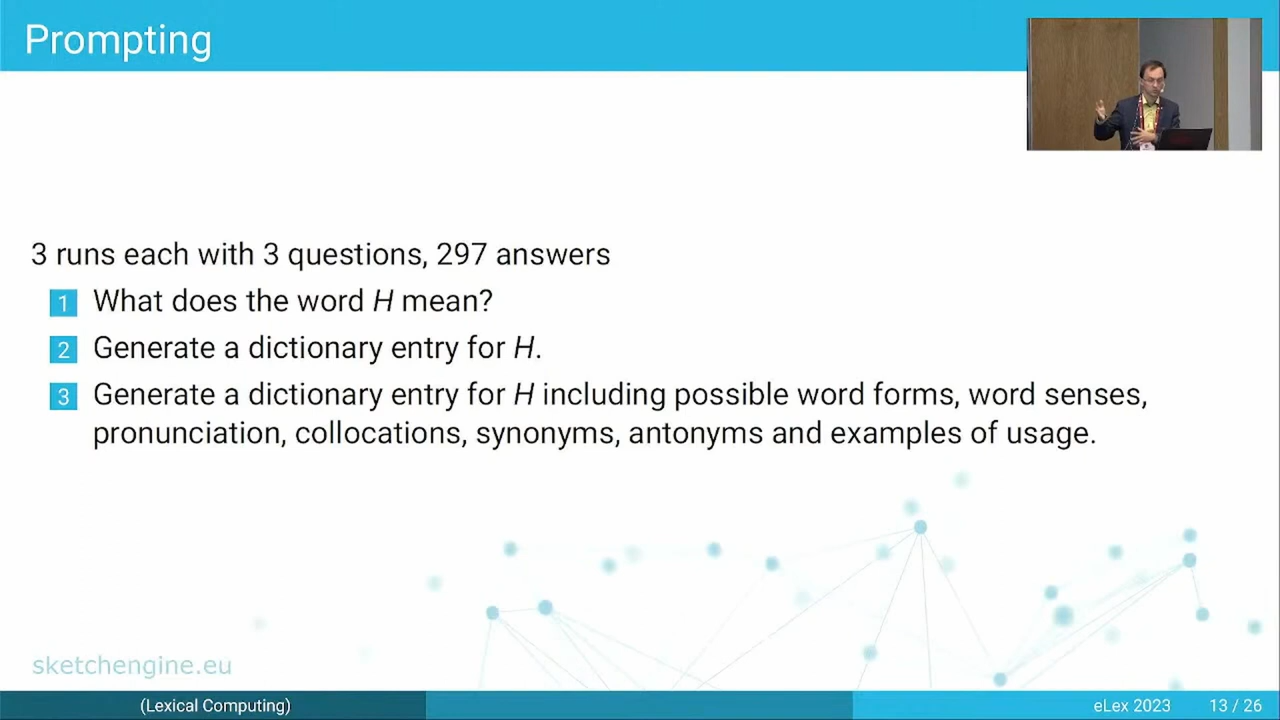 Prompting
3 runs each with 3 questions, 297 answers
1 What does the word H mean?
2 Generate a dictionary entry for H.
3 Generate a dictionary entry for H including possible word forms, word senses,
pronunciation, collocations, synonyms, antonyms and examples of usage.
sketchengine.eu
(Lexical Computing)
eLex 2023
13 / 26